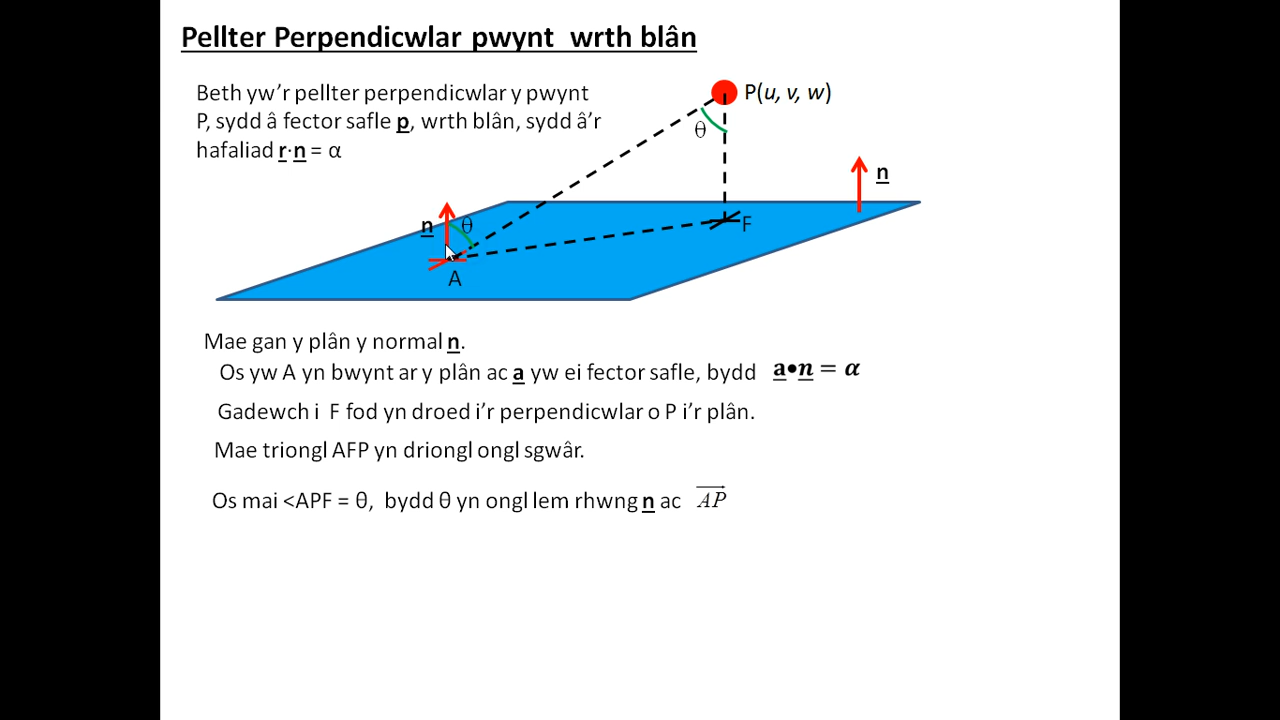 Pellter Perpendicwlar pwynt wrth blân
Beth yw'r pellter perpendicwlar y pwynt
P, sydd â fector safle p, wrth blân, sydd â'r
hafaliad r·n = α
P(u, v, w)
θ
n
n
θ
F
A
Mae gan y plân y normal n.
Os yw A yn bwynt ar y plân ac a yw ei fector safle, bydd a•n = α
Gadewch i F fod yn droed i'r perpendicwlar o P i'r plân.
Mae triongl AFP yn driongl ongl sgwâr.
Os mai <APF = θ, bydd θ yn ongl lem rhwng n ac \overrightarrow{AP}